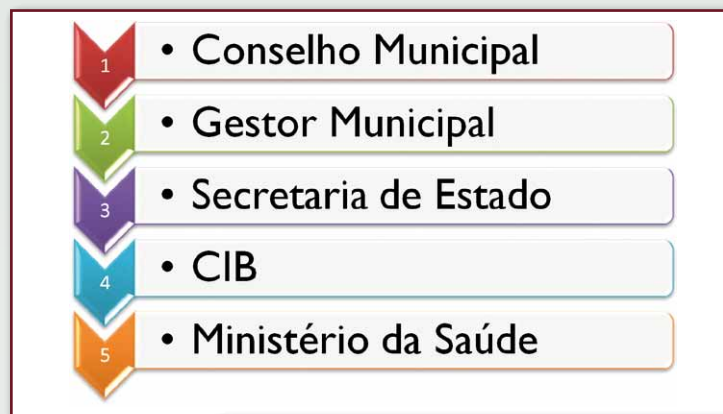 1 • Conselho Municipal
2 • Gestor Municipal
3 • Secretaria de Estado
4 • CIB
5 • Ministério da Saúde